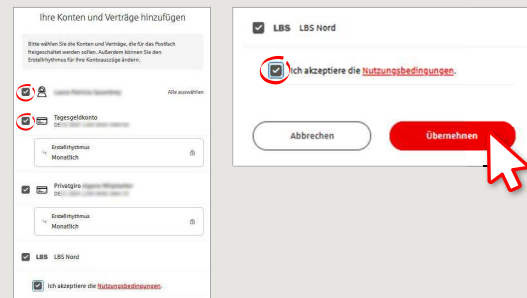 Ihre Konten und Verträge hinzufügen
Bitte wählen Sie die Konten und Verträge, die für das Postfach
freigeschaltet werden sollen. Außerdem können Sie den
Erstellrhythmus für Ihre Kontoauszüge ändern.
Alle auswählen
Tagesgeldkonto
DE
Erstellrhythmus
Monatlich
Privatgiro
DE
Erstellrhythmus
Monatlich
LBS LBS Nord
Ich akzeptiere die Nutzungsbedingungen.
LBS LBS Nord
Ich akzeptiere die Nutzungsbedingungen.
Abbrechen
Übernehmen